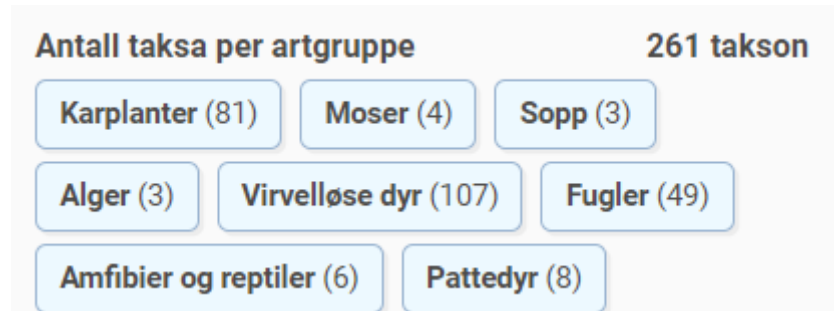 Antall taksa per artgruppe 261 takson
Karplanter (81) Moser (4) Sopp (3)
Alger (3) Virvelløse dyr (107) Fugler (49)
Amfibier og reptiler (6) Pattedyr (8)